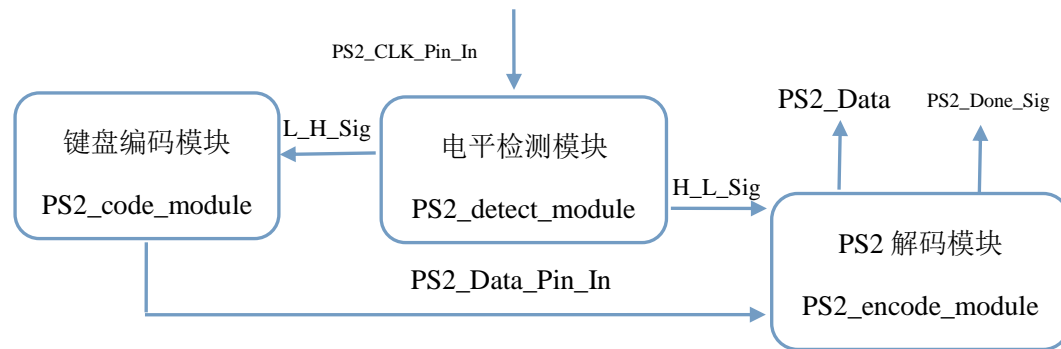 PS2_CLK_Pin_In
PS2_Data
PS2_Done_Sig
键盘编码模块
PS2_code_module
L_H_Sig
电平检测模块
PS2_detect_module
H_L_Sig
PS2 解码模块
PS2_encode_module
PS2_Data_Pin_In